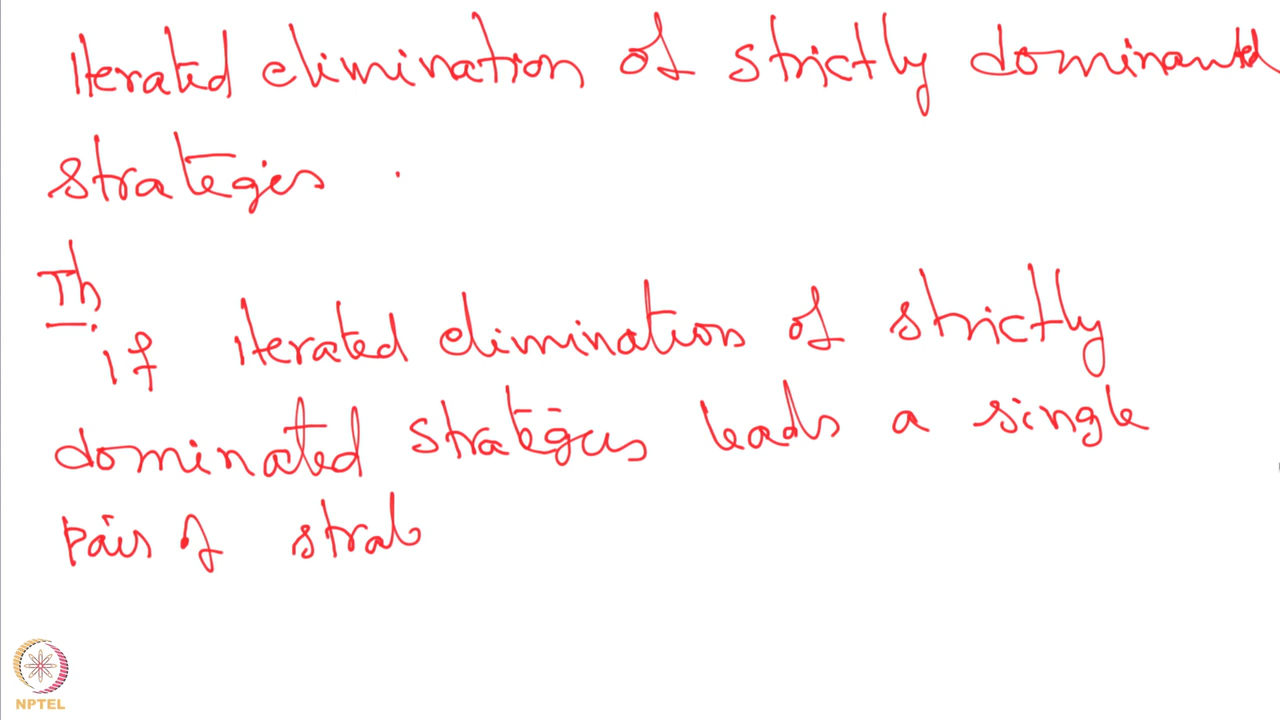 Iterated elimination of strictly dominated
strategies.
Th
if iterated elimination of strictly
dominated strategies leads a single
pair of strat
NPTEL